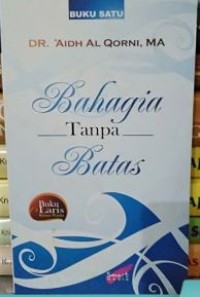 BUKU SATU
DR. 'AIDH AL QORNI, MA
Bahagia
Tanpa
Batas
Buku
Laris